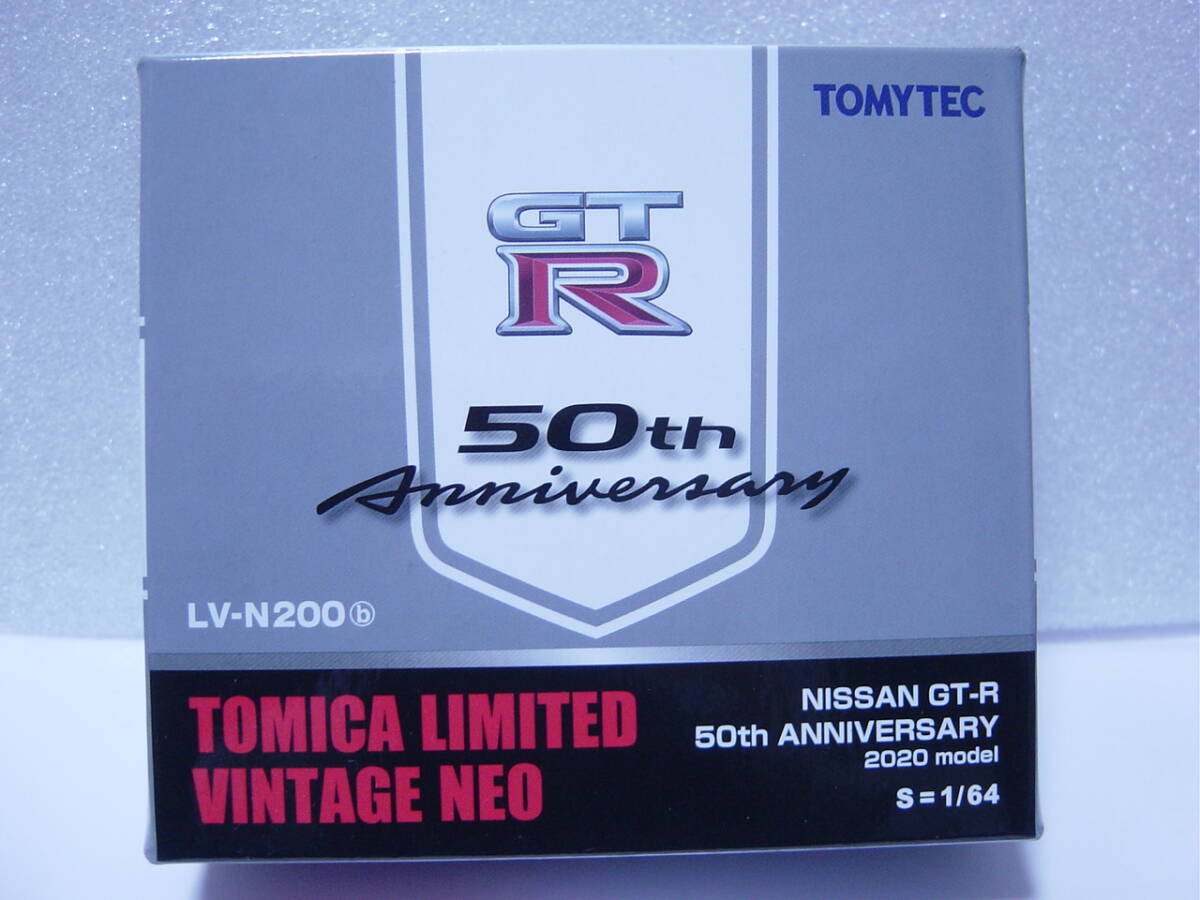 TOMYTEC
GT
R
50th
Anniversary
LV-N200ⓑ
TOMICA LIMITED
VINTAGE NEO
NISSAN GT-R
50th ANNIVERSARY
2020 model
S=1/64